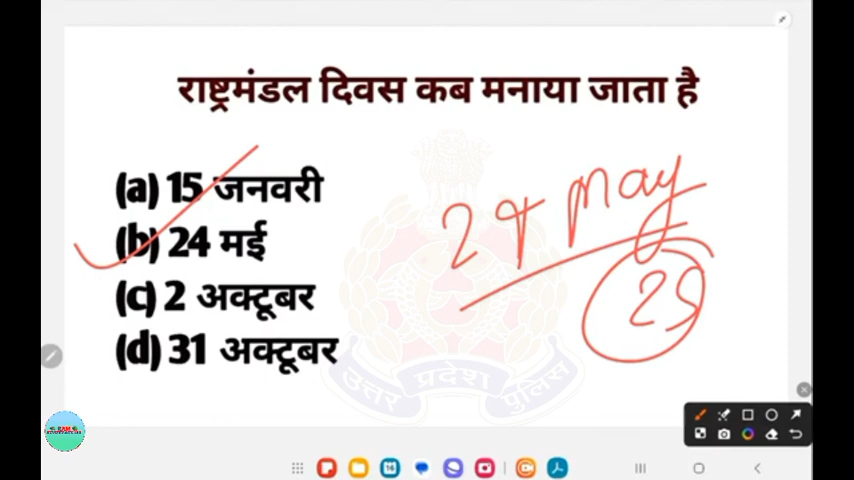 राष्ट्रमंडल दिवस कब मनाया जाता है
(a) 15 जनवरी
(b) 24 मई
(c) 2 अक्टूबर
(d) 31 अक्टूबर
24 May
25
उत्तर प्रदेश पुलिस